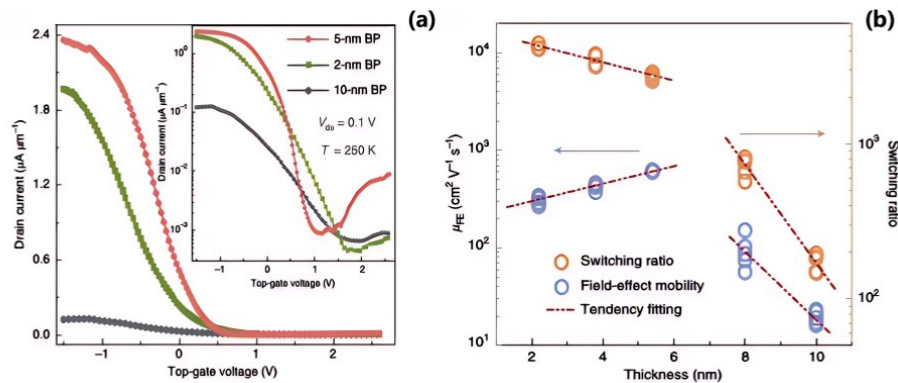 (a)
2.4
1.8
1.2
0.6
0.0
Drain current (μA μm⁻¹)
−1
0
1
2
Top-gate voltage (V)
10⁰
10⁻¹
10⁻²
10⁻³
Drain current (μA μm⁻¹)
5-nm BP
2-nm BP
10-nm BP
T = 250 K
−1
0
1
2
Top-gate voltage (V)
(b)
10⁴
10³
10²
10¹
μFE (cm² V⁻¹ s⁻¹)
10³
10²
Switching ratio
Switching ratio
Field-effect mobility
Tendency fitting
2
4
6
8
10
Thickness (nm)